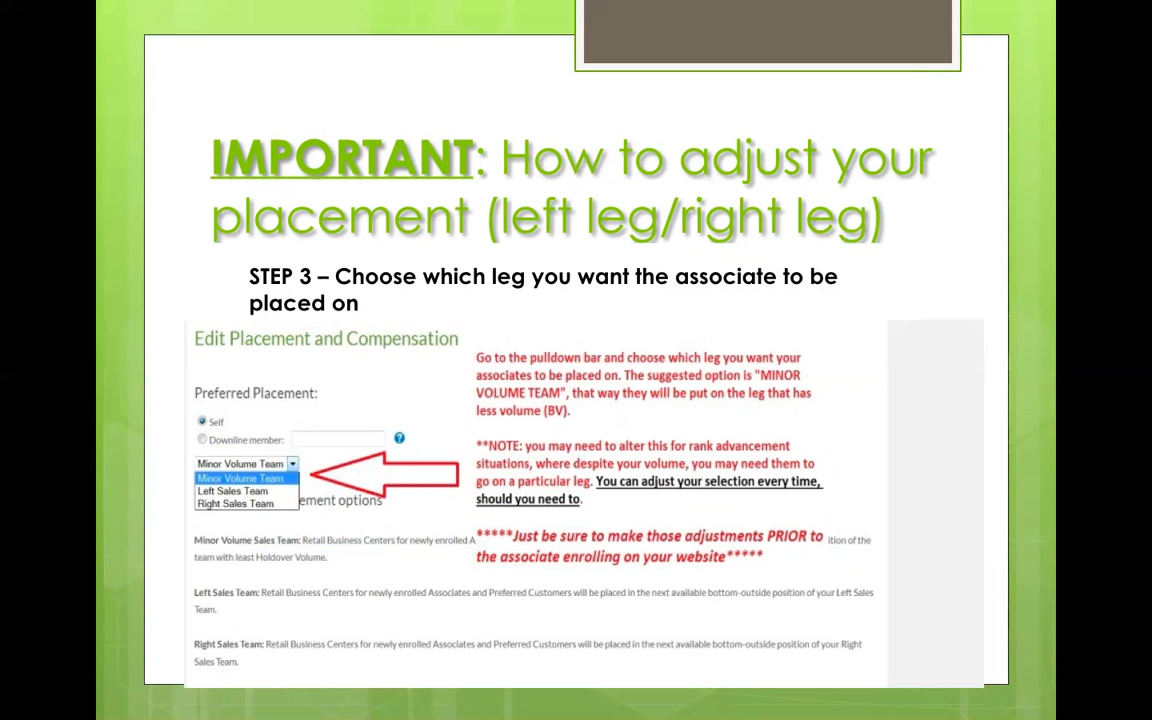 IMPORTANT: How to adjust your
placement (left leg/right leg)
STEP 3 – Choose which leg you want the associate to be
placed on
Edit Placement and Compensation
Go to the pulldown bar and choose which leg you want your
associates to be placed on. The suggested option is "MINOR
VOLUME TEAM", that way they will be put on the leg that has
less volume (BV).
Preferred Placement:
Self
Downline member:
?
Minor Volume Team
Minor Volume Team
Left Sales Team
Right Sales Team
ement options
**NOTE: you may need to alter this for rank advancement
situations, where despite your volume, you may need them to
go on a particular leg. You can adjust your selection every time,
should you need to.
*****Just be sure to make those adjustments PRIOR to
the associate enrolling on your website*****
Minor Volume Sales Team: Retail Business Centers for newly enrolled A ition of the
team with least Holdover Volume.
Left Sales Team: Retail Business Centers for newly enrolled Associates and Preferred Customers will be placed in the next available bottom-outside position of your Left Sales
Team.
Right Sales Team: Retail Business Centers for newly enrolled Associates and Preferred Customers will be placed in the next available bottom-outside position of your Right
Sales Team.